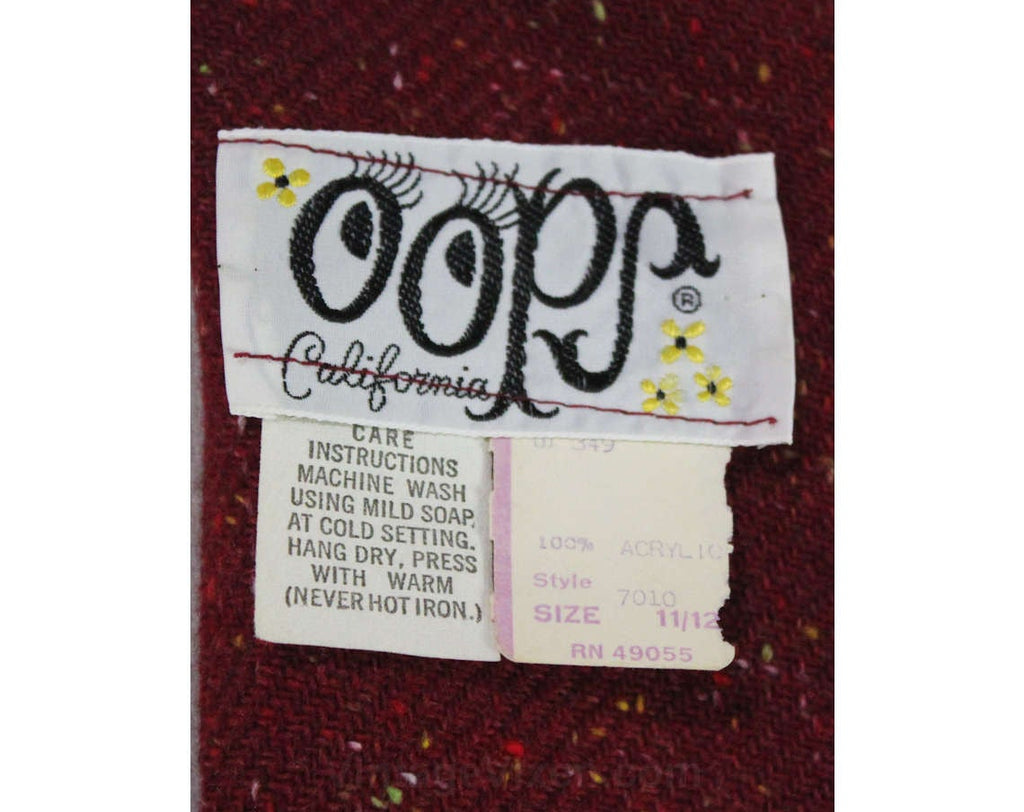 OOPS
®
California
CARE
INSTRUCTIONS
MACHINE WASH
USING MILD SOAP,
AT COLD SETTING.
HANG DRY, PRESS
WITH WARM
(NEVER HOT IRON.)
349
100% ACRYLIC
Style 7010
SIZE 11/12
RN 49055